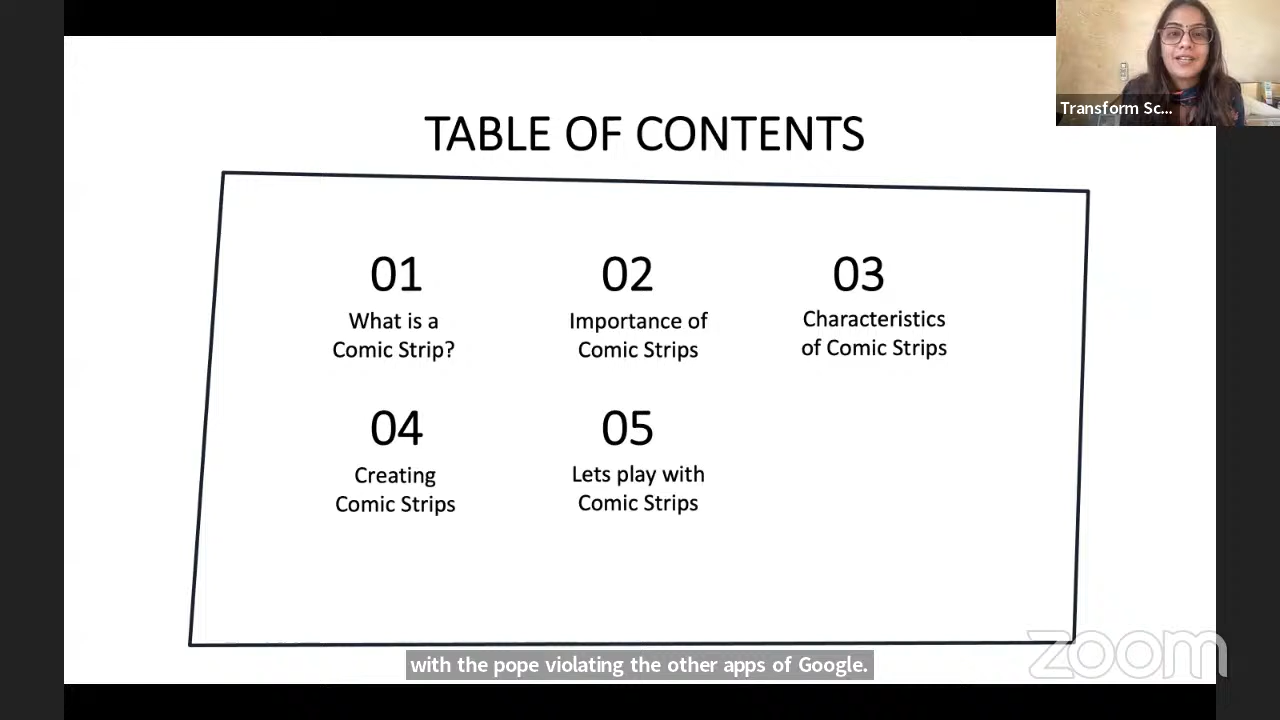 Transform Sc...
TABLE OF CONTENTS
01
What is a
Comic Strip?
02
Importance of
Comic Strips
03
Characteristics
of Comic Strips
04
Creating
Comic Strips
05
Lets play with
Comic Strips
zoom
with the pope violating the other apps of Google.